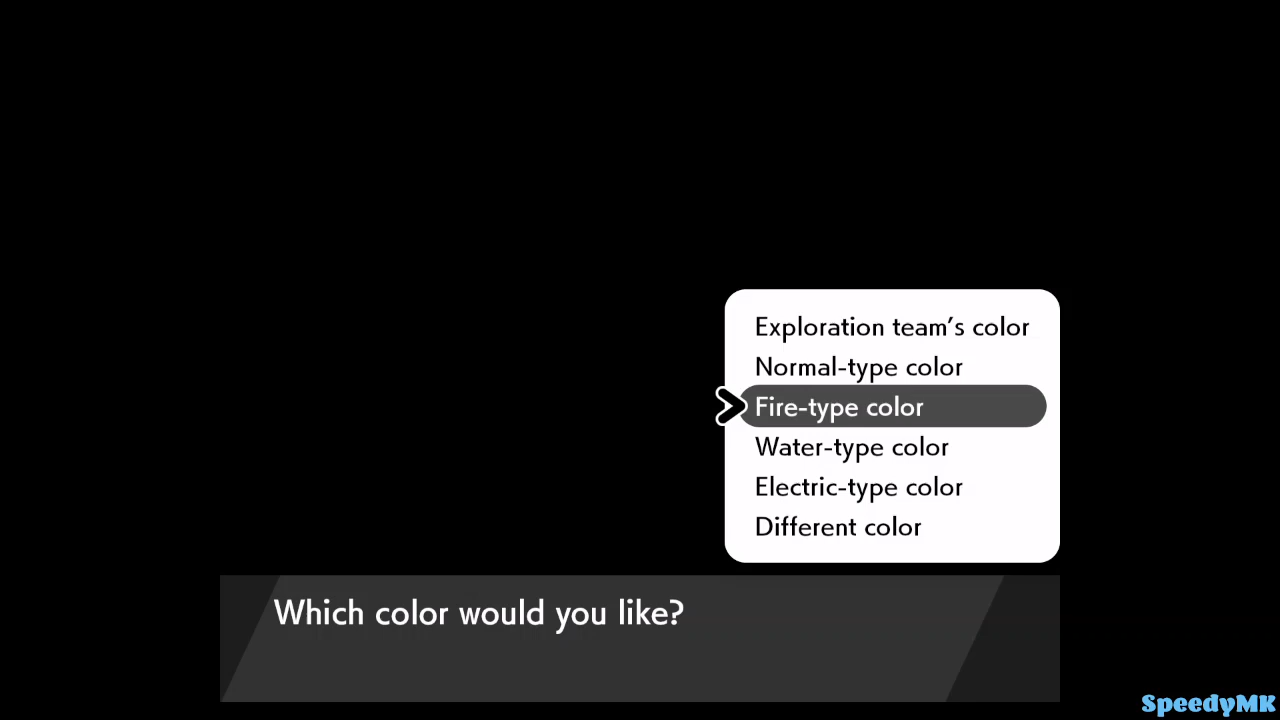 Exploration team's color
Normal-type color
Fire-type color
Water-type color
Electric-type color
Different color
Which color would you like?
SpeedyMK